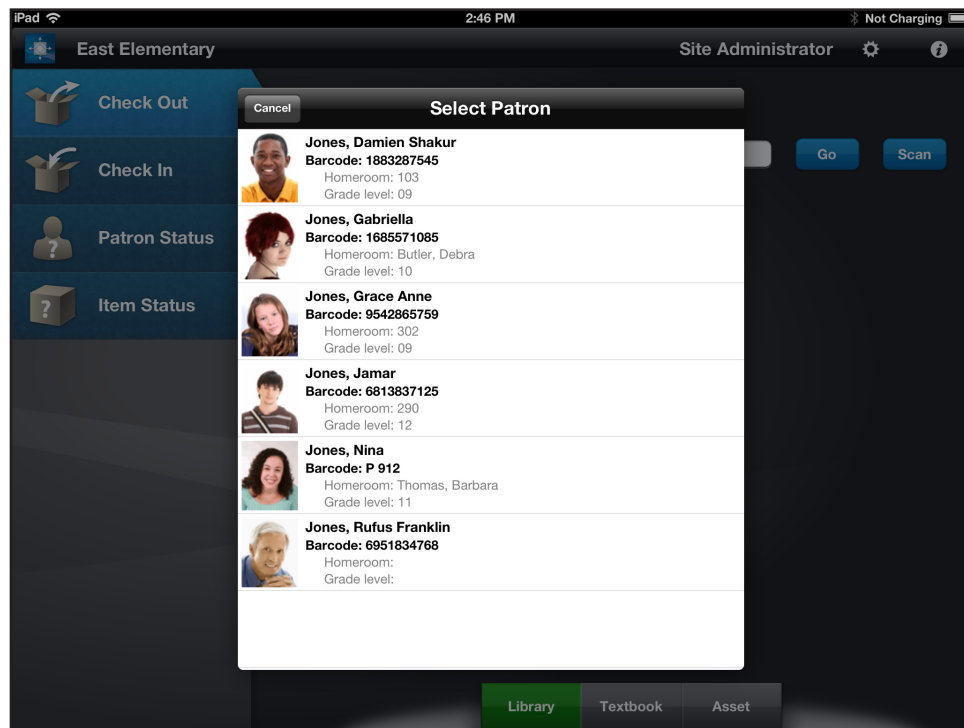 iPad 2:46 PM Not Charging
East Elementary Site Administrator
Check Out
Check In
Patron Status
?
Item Status
?
Cancel Select Patron
Jones, Damien Shakur
Barcode: 1883287545
Homeroom: 103
Grade level: 09
Jones, Gabriella
Barcode: 1685571085
Homeroom: Butler, Debra
Grade level: 10
Jones, Grace Anne
Barcode: 9542865759
Homeroom: 302
Grade level: 09
Jones, Jamar
Barcode: 6813837125
Homeroom: 290
Grade level: 12
Jones, Nina
Barcode: P 912
Homeroom: Thomas, Barbara
Grade level: 11
Jones, Rufus Franklin
Barcode: 6951834768
Homeroom:
Grade level:
Go Scan
Library Textbook Asset